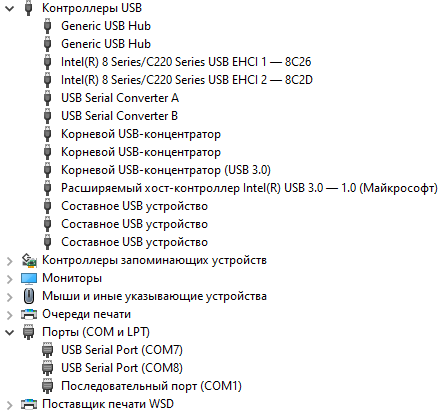 Контроллеры USB
Generic USB Hub
Generic USB Hub
Intel(R) 8 Series/C220 Series USB EHCI 1 — 8C26
Intel(R) 8 Series/C220 Series USB EHCI 2 — 8C2D
USB Serial Converter A
USB Serial Converter B
Корневой USB-концентратор
Корневой USB-концентратор
Корневой USB-концентратор (USB 3.0)
Расширяемый хост-контроллер Intel(R) USB 3.0 — 1.0 (Майкрософт)
Составное USB устройство
Составное USB устройство
Составное USB устройство
Контроллеры запоминающих устройств
Мониторы
Мыши и иные указывающие устройства
Очереди печати
Порты (COM и LPT)
USB Serial Port (COM7)
USB Serial Port (COM8)
Последовательный порт (COM1)
Поставщик печати WSD